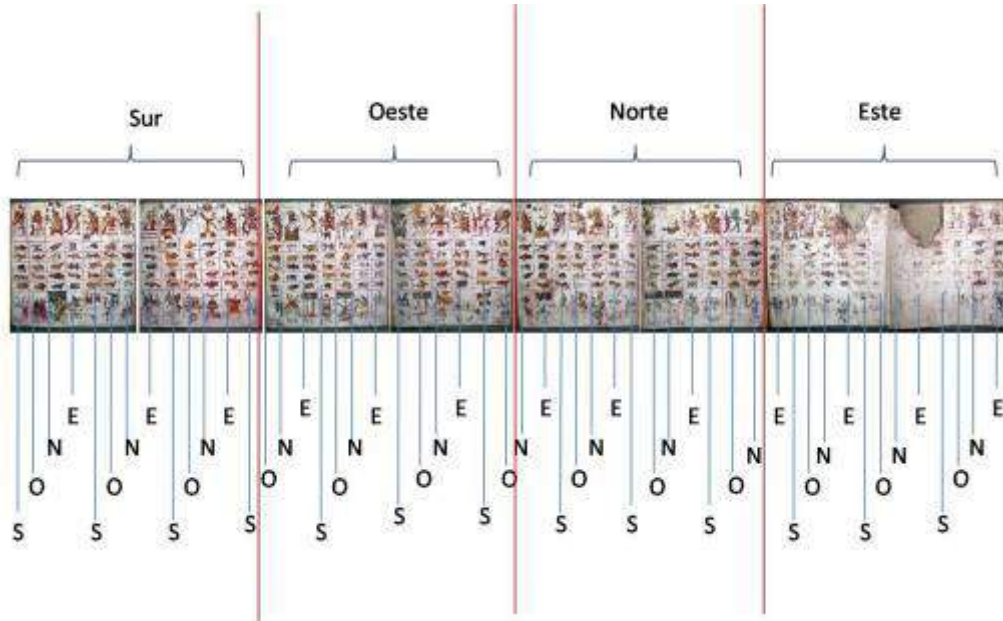 Sur Oeste Norte Este
E E E E E E E E E E E E E
N N N N N N N N N N N N N
O O O O O O O O O O O O O
S S S S S S S S S S S S S